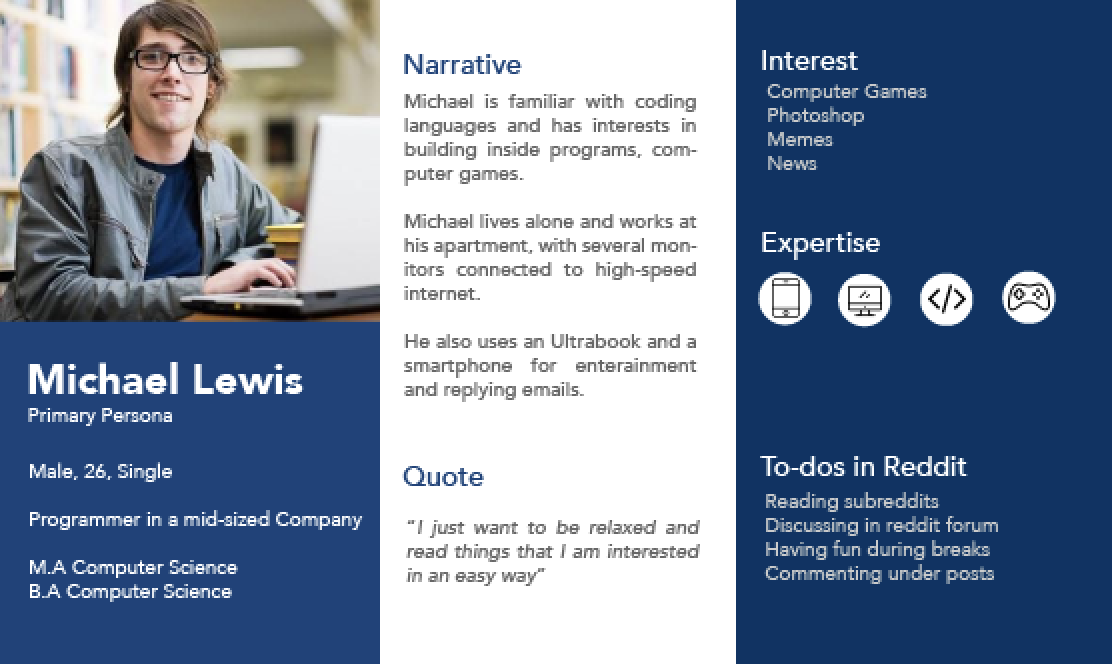 Michael Lewis
Primary Persona
Male, 26, Single
Programmer in a mid-sized Company
M.A Computer Science
B.A Computer Science
Narrative
Michael is familiar with coding
languages and has interests in
building inside programs, com-
puter games.
Michael lives alone and works at
his apartment, with several mon-
itors connected to high-speed
internet.
He also uses an Ultrabook and a
smartphone for enterainment
and replying emails.
Quote
"I just want to be relaxed and
read things that I am interested
in an easy way"
Interest
Computer Games
Photoshop
Memes
News
Expertise
</>
To-dos in Reddit
Reading subreddits
Discussing in reddit forum
Having fun during breaks
Commenting under posts